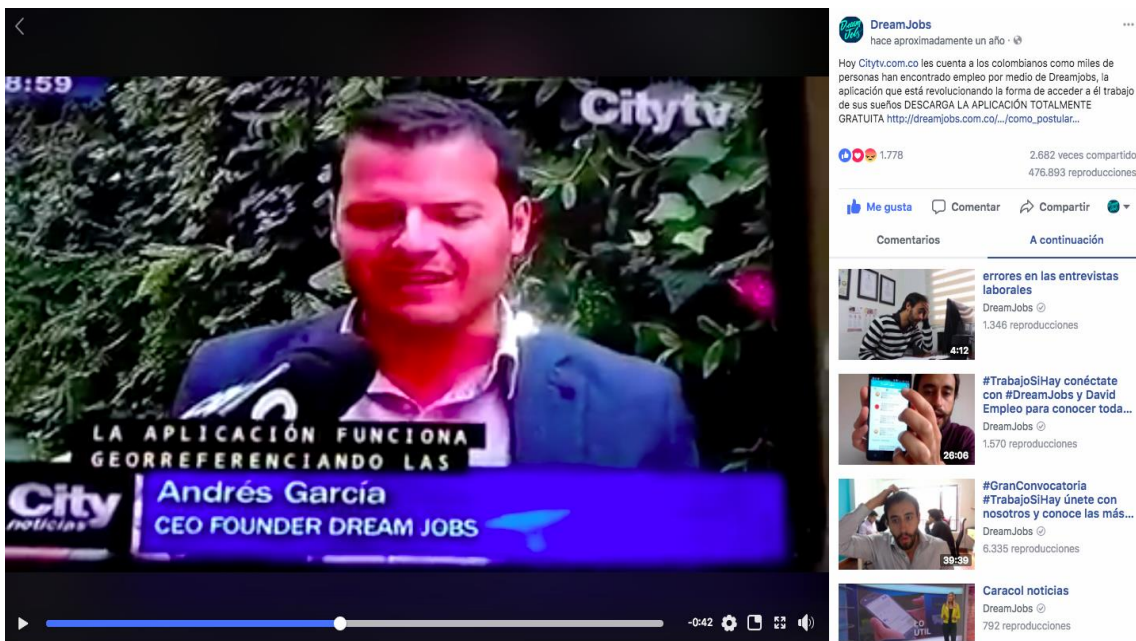 8:59
Citytv
LA APLICACIÓN FUNCIONA
GEORREFERENCIANDO LAS
City
noticias
Andrés García
CEO FOUNDER DREAM JOBS
-0:42
Dream
Jobs
DreamJobs
hace aproximadamente un año
Hoy Citytv.com.co les cuenta a los colombianos como miles de
personas han encontrado empleo por medio de Dreamjobs, la
aplicación que está revolucionando la forma de acceder a él trabajo
de sus sueños DESCARGA LA APLICACIÓN TOTALMENTE
GRATUITA http://dreamjobs.com.co/.../como_postular...
1.778
2.682 veces compartido
476.893 reproducciones
Me gusta Comentar Compartir
Comentarios A continuación
4:12
errores en las entrevistas
laborales
DreamJobs
1.346 reproducciones
26:06
#TrabajoSiHay conéctate
con #DreamJobs y David
Empleo para conocer toda...
DreamJobs
1.570 reproducciones
39:39
#GranConvocatoria
#TrabajoSiHay únete con
nosotros y conoce las más...
DreamJobs
6.335 reproducciones
Caracol noticias
DreamJobs
792 reproducciones